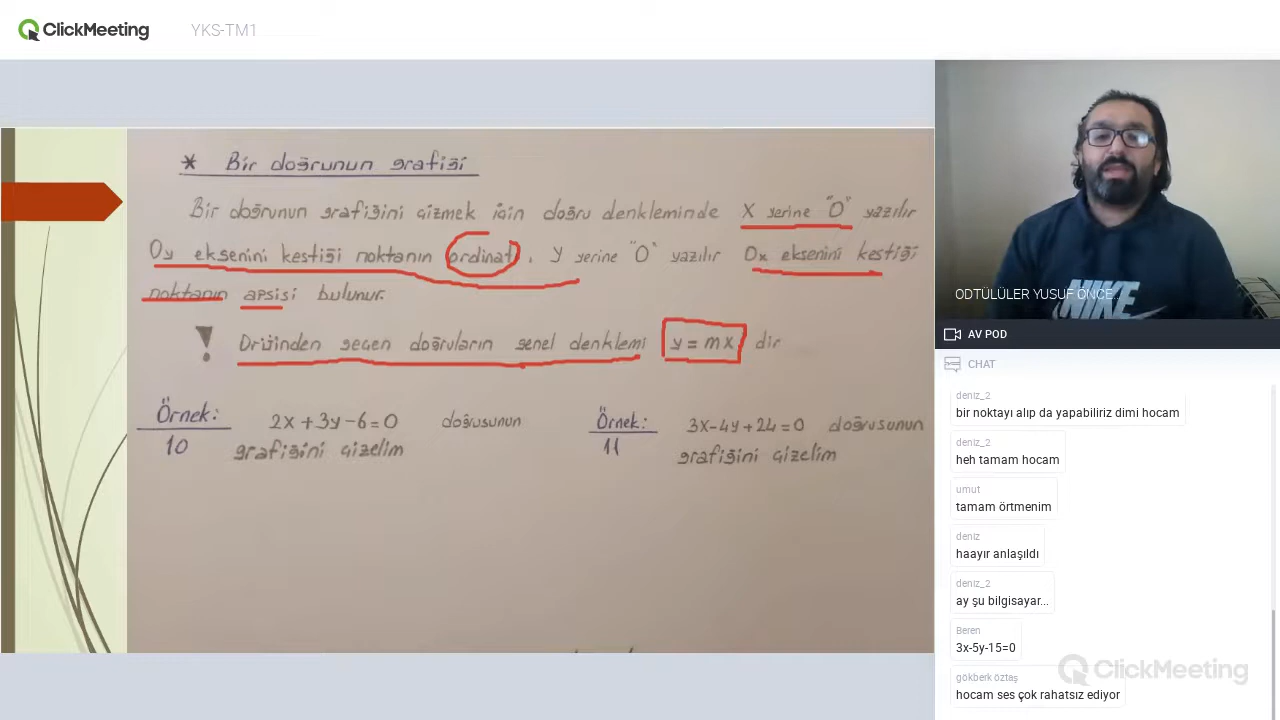 ClickMeeting
YKS-TM1
* Bir doğrunun grafiği
Bir doğrunun grafiğini çizmek için doğru denkleminde X yerine "0" yazılır
Oy eksenini kestiği noktanın ordinatı, y yerine "0" yazılır Ox eksenini kestiği
noktanın apsisi bulunur.
! Orijinden geçen doğruların genel denklemi y = mx dir
Örnek: 10
2x+3y-6=0 doğrusunun
grafiğini çizelim
Örnek: 11
3x-4y+24=0 doğrusunun
grafiğini çizelim
ODTÜLÜLER YUSUF ÖNCE...
AV POD
CHAT
deniz_2
bir noktayı alıp da yapabiliriz dimi hocam
deniz_2
heh tamam hocam
umut
tamam örtmenim
deniz
haayır anlaşıldı
deniz_2
ay şu bilgisayar...
Beren
3x-5y-15=0
gökberk öztaş
hocam ses çok rahatsız ediyor
ClickMeeting